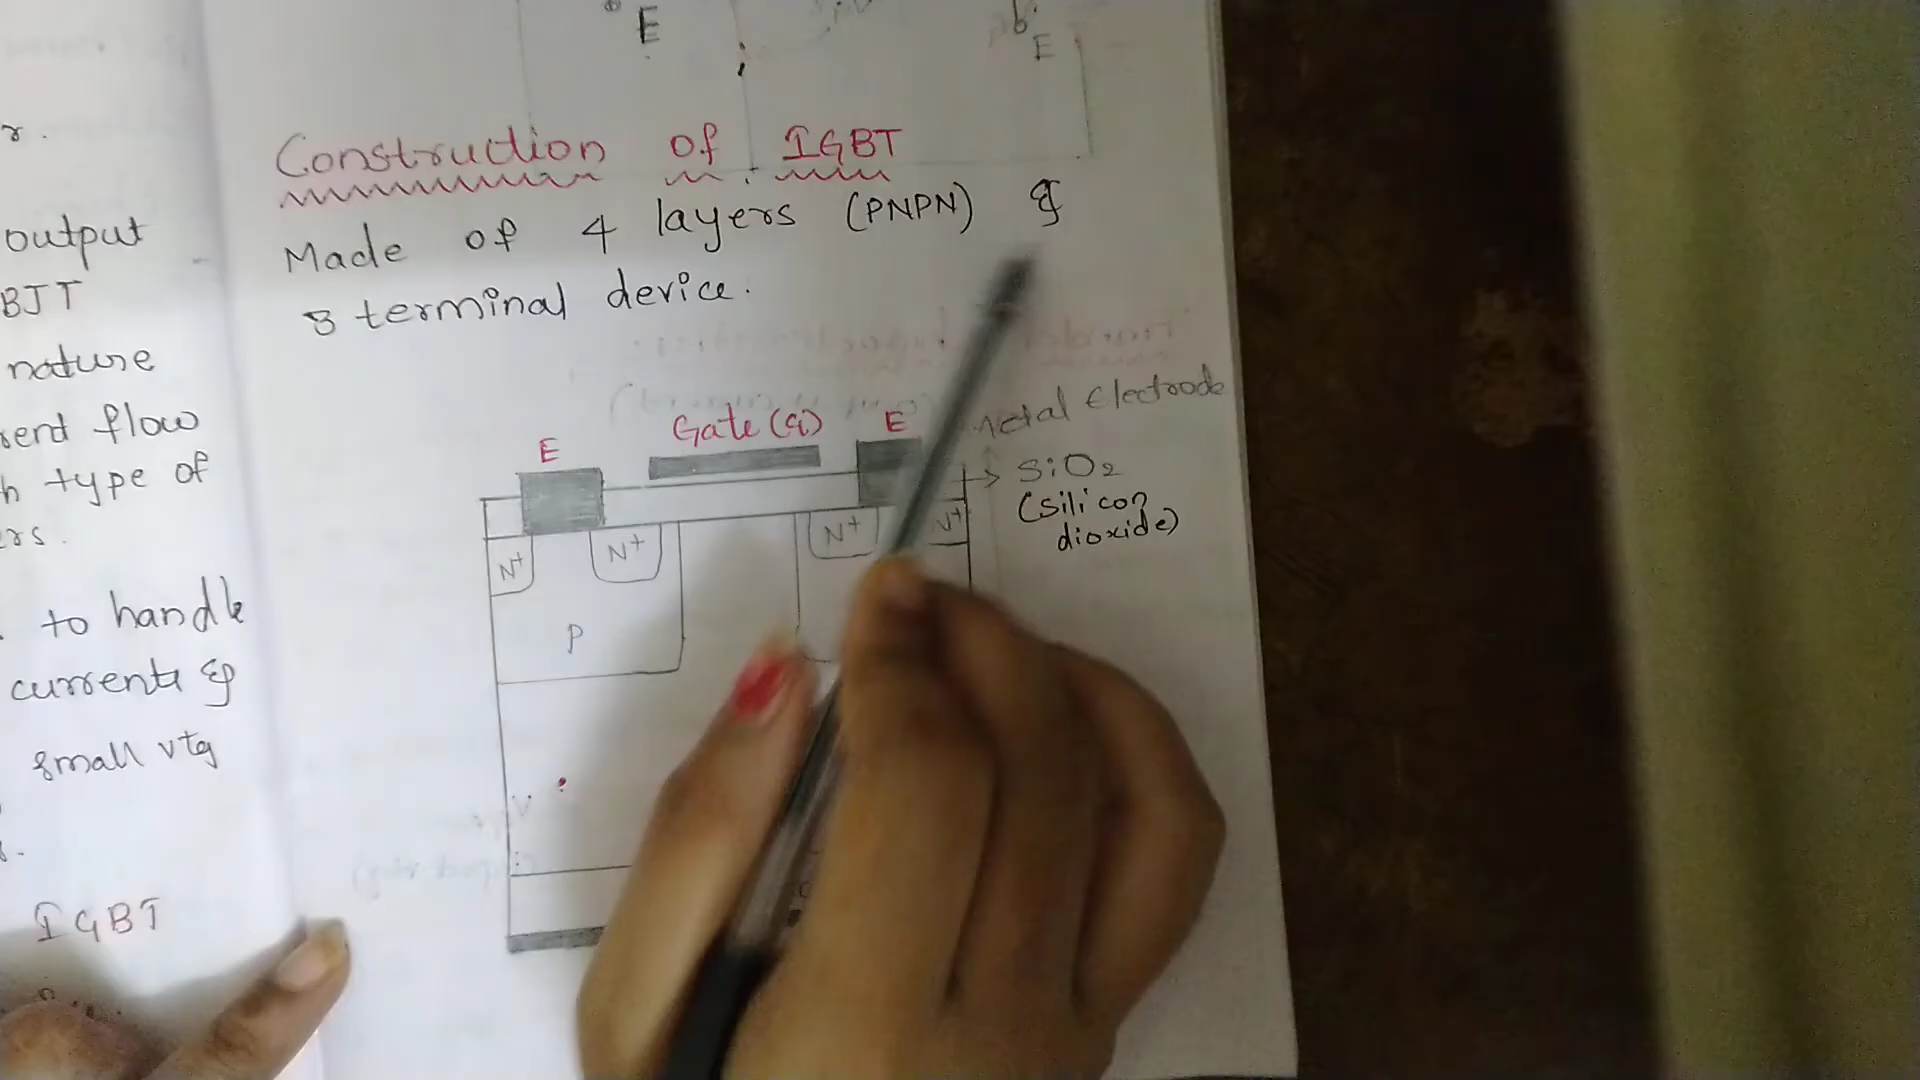 E
E
r.
output
BJT
nature
flow
type of
to handle
currents &
small vtg
IGBT
Construction of IGBT
Made of 4 layers (PNPN) &
3 terminal device.
E
Gate (G)
E
Metal Electrode
SiO2
(silicon
dioxide)
N+
N+
N+
N+
P